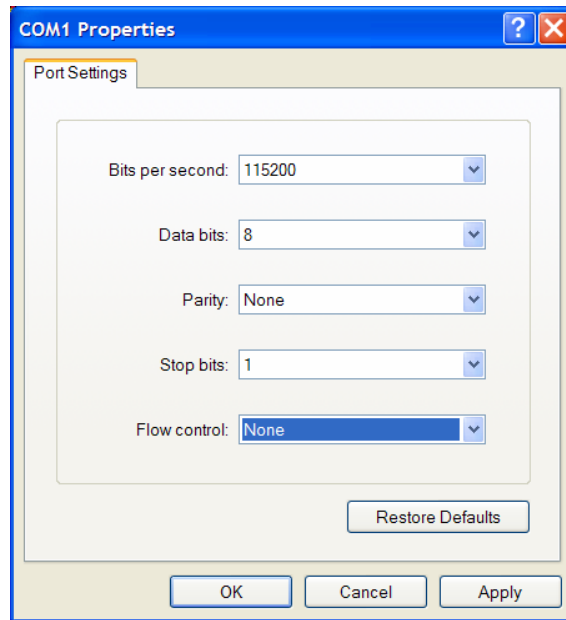 COM1 Properties
Port Settings
Bits per second: 115200
Data bits: 8
Parity: None
Stop bits: 1
Flow control: None
Restore Defaults
OK Cancel Apply